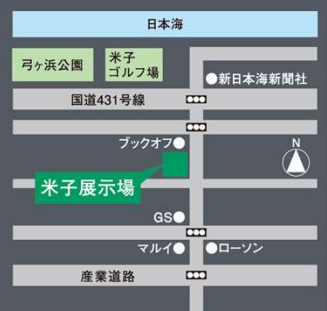 日本海
弓ヶ浜公園
米子
ゴルフ場
新日本海新聞社
国道431号線
ブックオフ
N
米子展示場
GS
マルイ
ローソン
産業道路